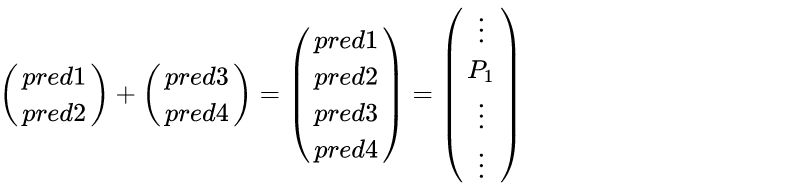 (pred1 pred2) + (pred3 pred4) = (pred1 pred2 pred3 pred4) = (⋮ P₁ ⋮ ⋮)